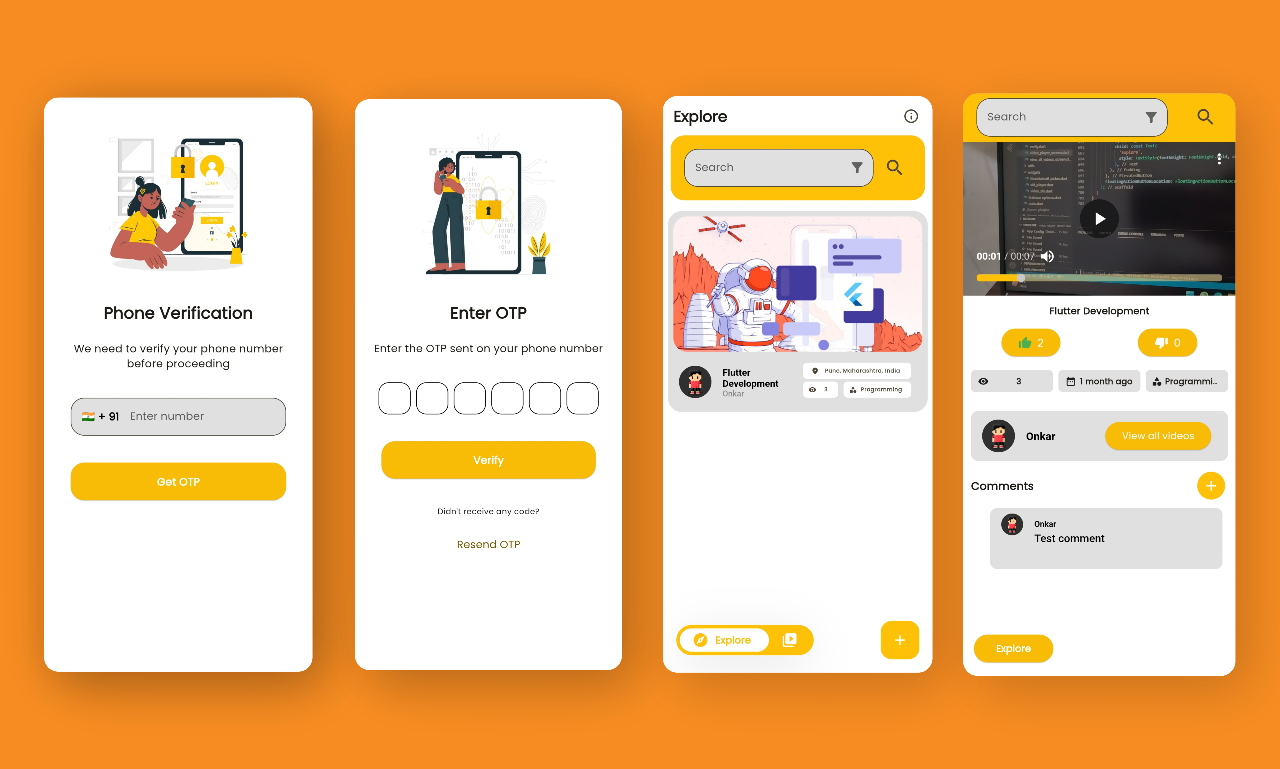 LOGIN
Phone Verification
We need to verify your phone number
before proceeding
🇮🇳 + 91 Enter number
Get OTP
Enter OTP
Enter the OTP sent on your phone number
Verify
Didn't receive any code?
Resend OTP
Explore
Search
Flutter
Development
Onkar
Pune, Maharashtra, India
3
Programming
Explore
+
Search
00:01 / 00:07
Flutter Development
2
0
3
1 month ago
Programmi..
Onkar
View all videos
Comments
+
Onkar
Test comment
Explore